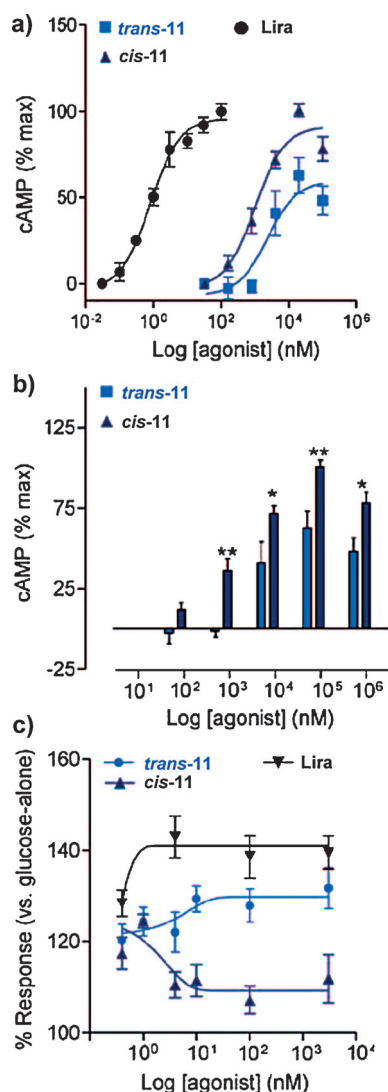 a)
trans-11
Lira
cis-11
cAMP (% max)
100
50
0
10⁻² 10⁰ 10² 10⁴ 10⁶
Log [agonist] (nM)
b)
trans-11
cis-11
cAMP (% max)
125
75
25
-25
** * ** *
10¹ 10² 10³ 10⁴ 10⁵ 10⁶
Log [agonist] (nM)
c)
trans-11
Lira
cis-11
% Response (vs. glucose-alone)
160
140
120
100
10⁰ 10¹ 10² 10³ 10⁴
Log [agonist] (nM)